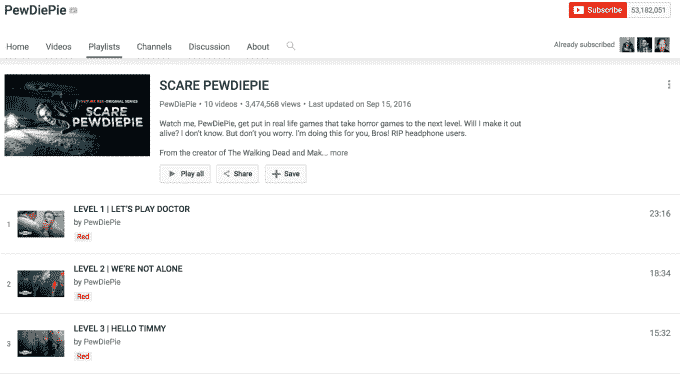 PewDiePie
Subscribe 53,182,051
Home Videos Playlists Channels Discussion About
Already subscribed
SCARE PEWDIEPIE
SCARE PEWDIEPIE
PewDiePie • 10 videos • 3,474,568 views • Last updated on Sep 15, 2016
Watch me, PewDiePie, get put in real life games that take horror games to the next level. Will I make it out
alive? I don't know. But don't you worry. I'm doing this for you, Bros! RIP headphone users.
From the creator of The Walking Dead and Mak... more
Play all Share Save
1 LEVEL 1 | LET'S PLAY DOCTOR 23:16
by PewDiePie
Red
2 LEVEL 2 | WE'RE NOT ALONE 18:34
by PewDiePie
Red
3 LEVEL 3 | HELLO TIMMY 15:32
by PewDiePie
Red